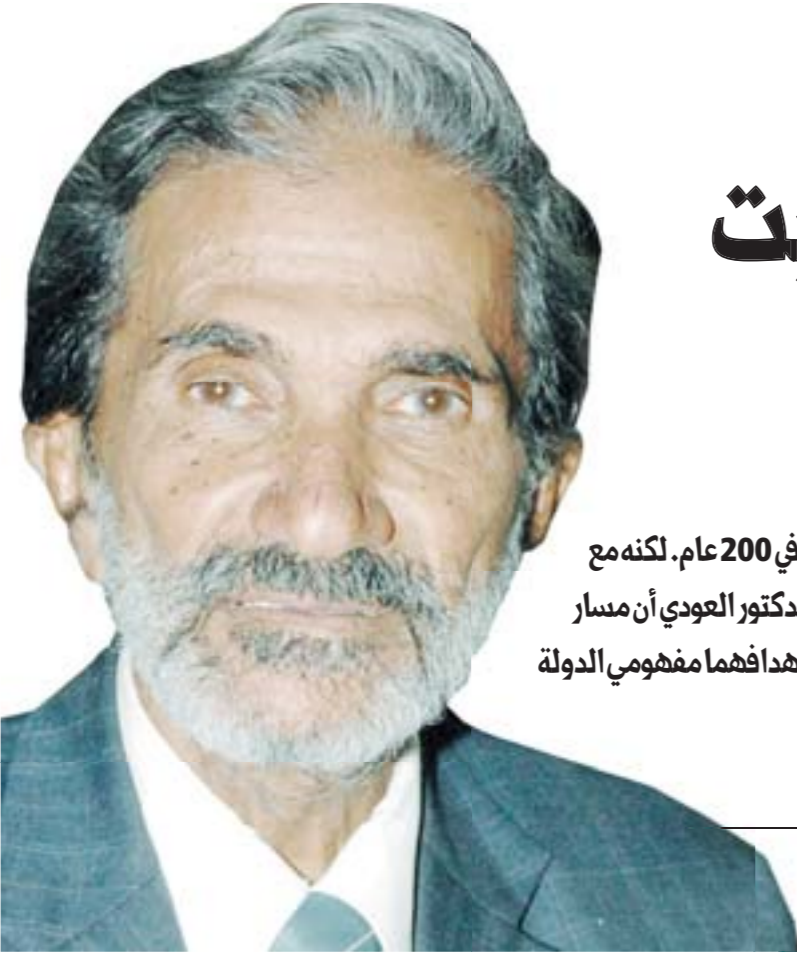 في 200 عام. لكنه مع
دكتور العودي أن مسار
هدافهما مفهومي الدولة